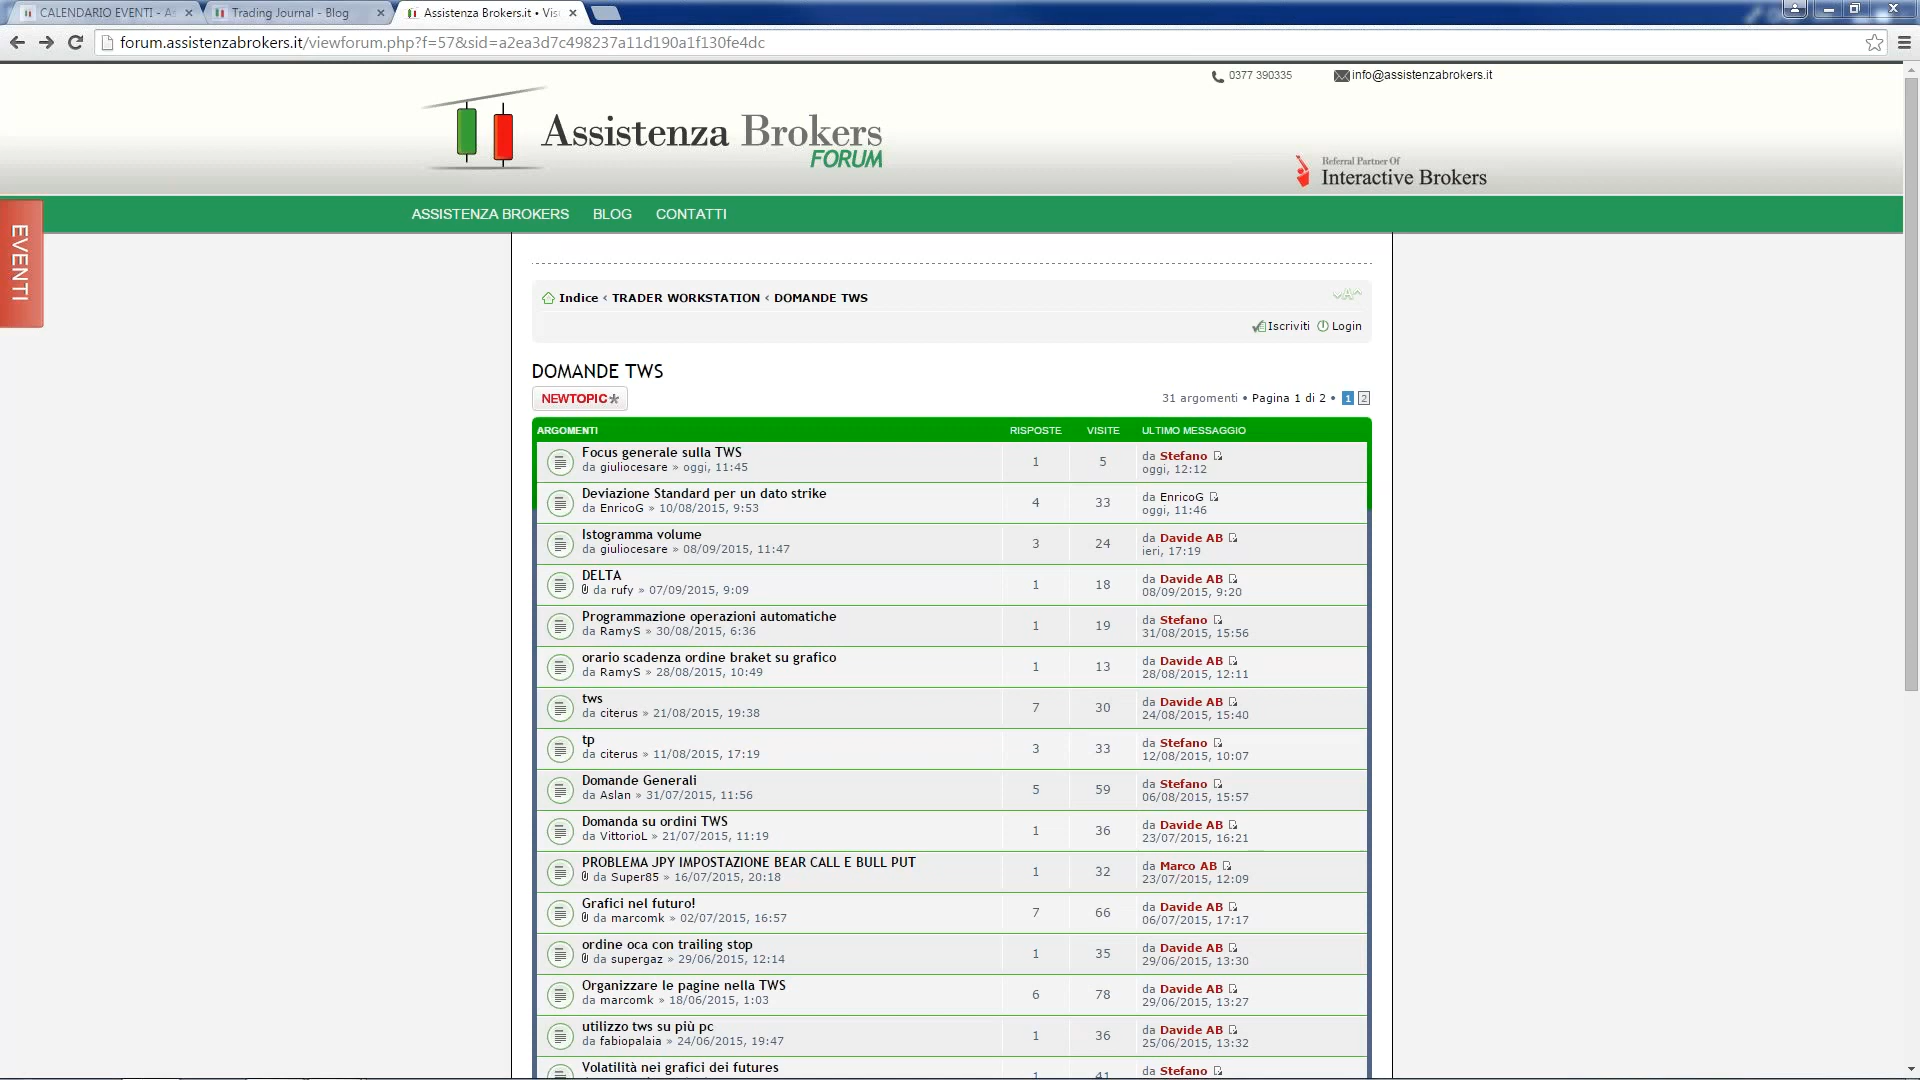 CALENDARIO EVENTI - As
Trading Journal - Blog
Assistenza Brokers.it • Vis
forum.assistenzabrokers.it/viewforum.php?f=57&sid=a2ea3d7c498237a11d190a1f130fe4dc
0377 390335
info@assistenzabrokers.it
Assistenza Brokers
FORUM
Referral Partner Of
Interactive Brokers
ASSISTENZA BROKERS BLOG CONTATTI
EVENTI
Indice ‹ TRADER WORKSTATION ‹ DOMANDE TWS
Iscriviti Login
DOMANDE TWS
NEWTOPIC*
31 argomenti • Pagina 1 di 2 • 1 2
ARGOMENTI RISPOSTE VISITE ULTIMO MESSAGGIO
Focus generale sulla TWS
da giuliocesare » oggi, 11:45
1 5
da Stefano
oggi, 12:12
Deviazione Standard per un dato strike
da EnricoG » 10/08/2015, 9:53
4 33
da EnricoG
oggi, 11:46
Istogramma volume
da giuliocesare » 08/09/2015, 11:47
3 24
da Davide AB
ieri, 17:19
DELTA
da rufy » 07/09/2015, 9:09
1 18
da Davide AB
08/09/2015, 9:20
Programmazione operazioni automatiche
da RamyS » 30/08/2015, 6:36
1 19
da Stefano
31/08/2015, 15:56
orario scadenza ordine braket su grafico
da RamyS » 28/08/2015, 10:49
1 13
da Davide AB
28/08/2015, 12:11
tws
da citerus » 21/08/2015, 19:38
7 30
da Davide AB
24/08/2015, 15:40
tp
da citerus » 11/08/2015, 17:19
3 33
da Stefano
12/08/2015, 10:07
Domande Generali
da Aslan » 31/07/2015, 11:56
5 59
da Stefano
06/08/2015, 15:57
Domanda su ordini TWS
da VittorioL » 21/07/2015, 11:19
1 36
da Davide AB
23/07/2015, 16:21
PROBLEMA JPY IMPOSTAZIONE BEAR CALL E BULL PUT
da Super85 » 16/07/2015, 20:18
1 32
da Marco AB
23/07/2015, 12:09
Grafici nel futuro!
da marcomk » 02/07/2015, 16:57
7 66
da Davide AB
06/07/2015, 17:17
ordine oca con trailing stop
da supergaz » 29/06/2015, 12:14
1 35
da Davide AB
29/06/2015, 13:30
Organizzare le pagine nella TWS
da marcomk » 18/06/2015, 1:03
6 78
da Davide AB
29/06/2015, 13:27
utilizzo tws su più pc
da fabiopalaia » 24/06/2015, 19:47
1 36
da Davide AB
25/06/2015, 13:32
Volatilità nei grafici dei futures
1 41
da Stefano